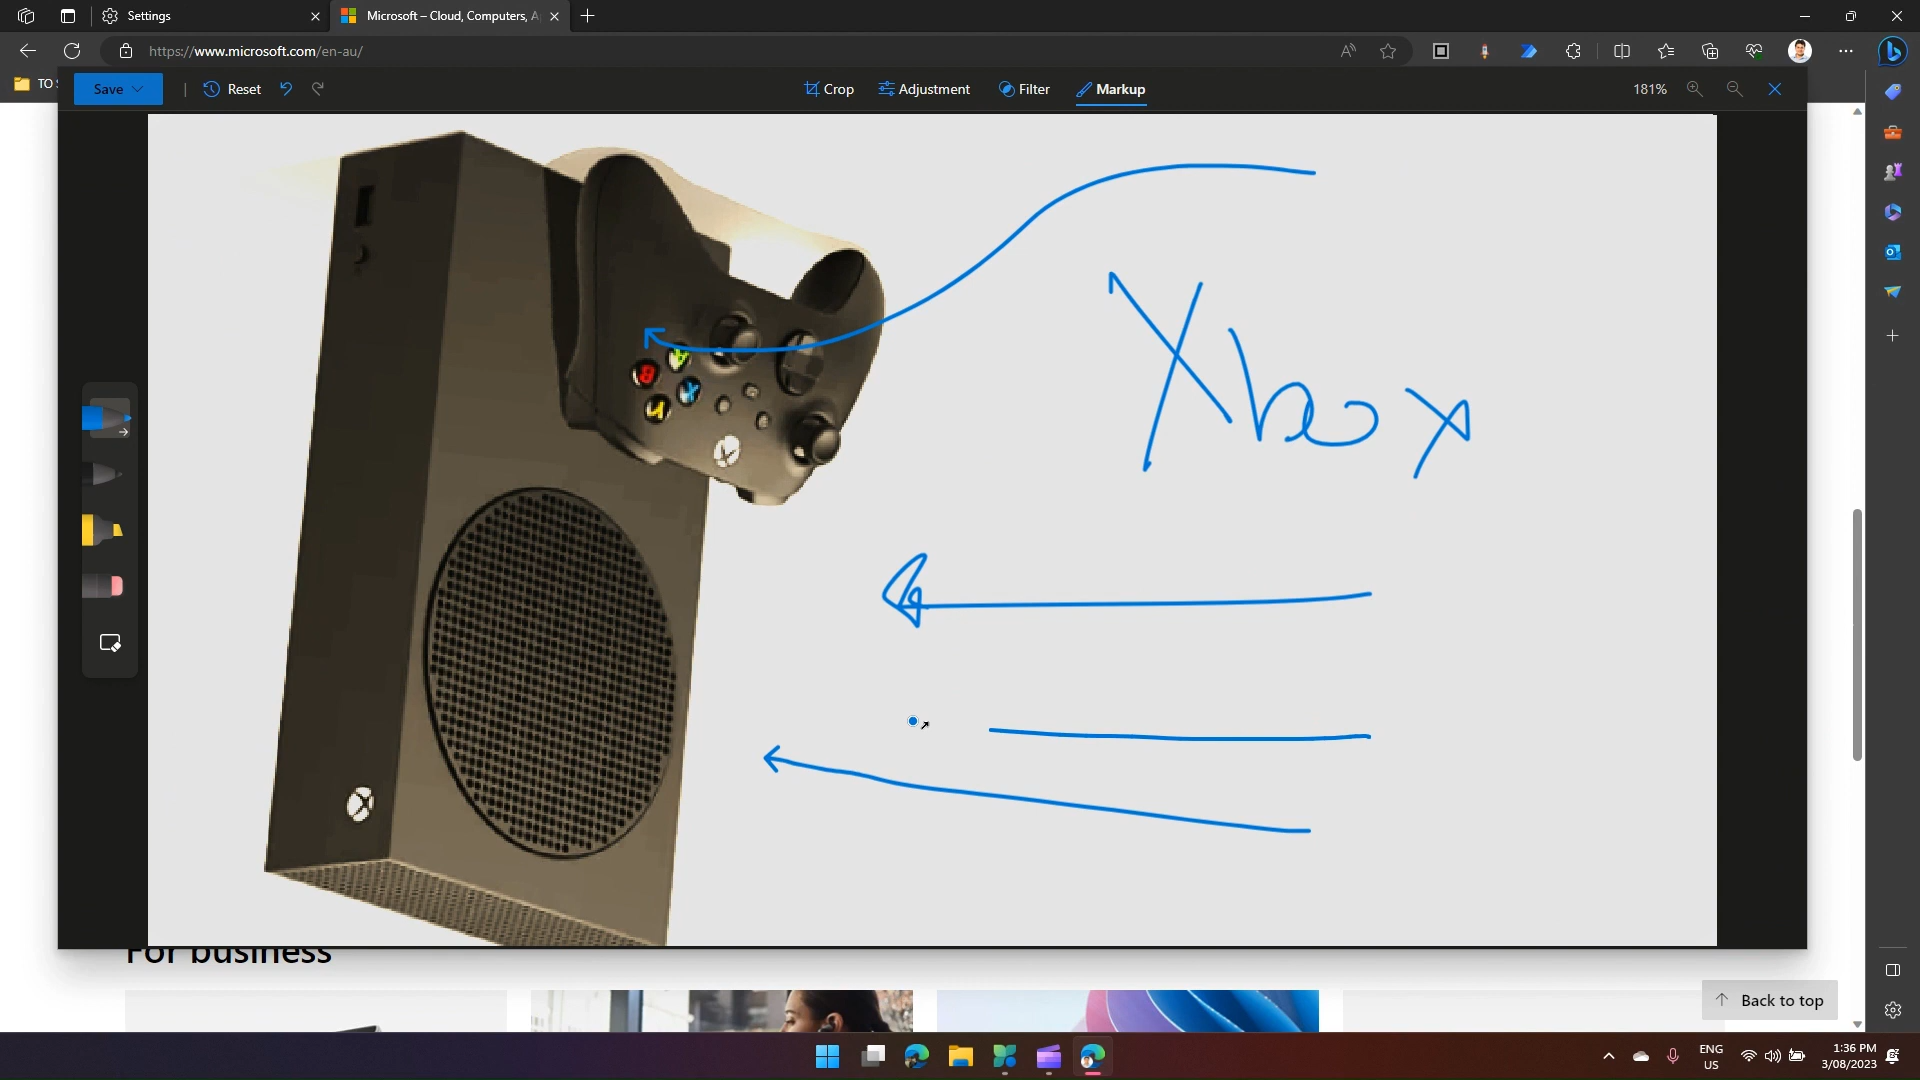 Settings
Microsoft – Cloud, Computers, A
https://www.microsoft.com/en-au/
TO
Save
Reset
Crop
Adjustment
Filter
Markup
181%
A
B
X
Y
Xbox
For business
Back to top
ENG
US
1:36 PM
3/08/2023